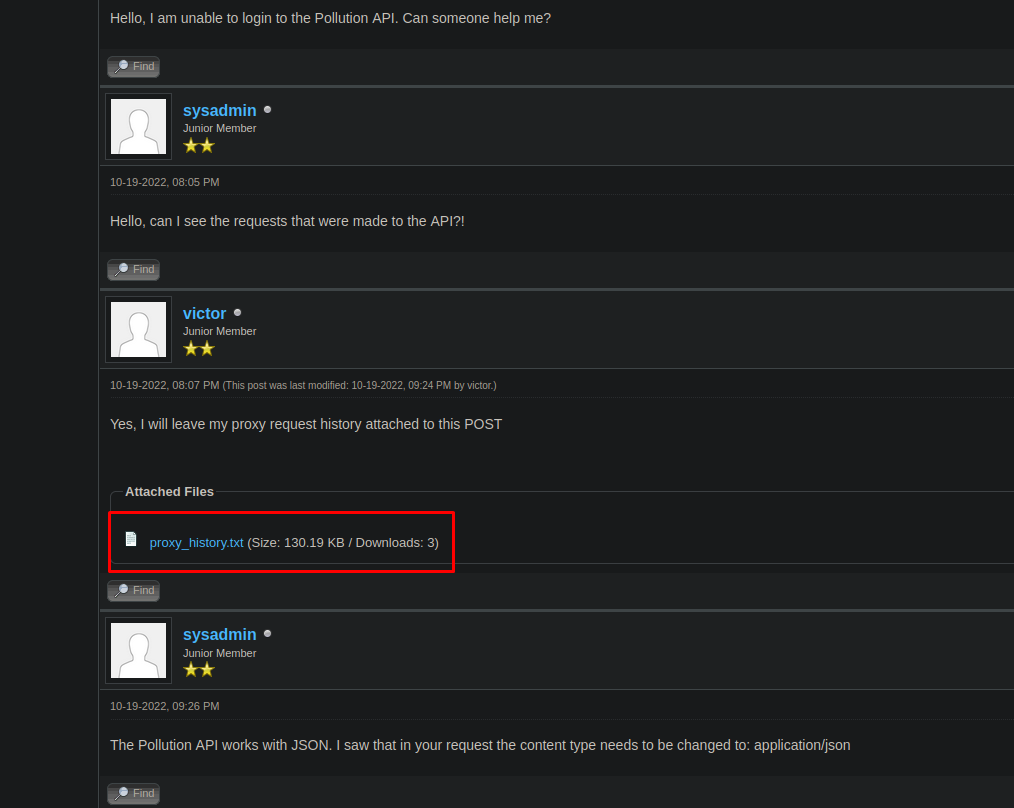 Hello, I am unable to login to the Pollution API. Can someone help me?
Find
sysadmin
Junior Member
10-19-2022, 08:05 PM
Hello, can I see the requests that were made to the API?!
Find
victor
Junior Member
10-19-2022, 08:07 PM (This post was last modified: 10-19-2022, 09:24 PM by victor.)
Yes, I will leave my proxy request history attached to this POST
Attached Files
proxy_history.txt (Size: 130.19 KB / Downloads: 3)
Find
sysadmin
Junior Member
10-19-2022, 09:26 PM
The Pollution API works with JSON. I saw that in your request the content type needs to be changed to: application/json
Find